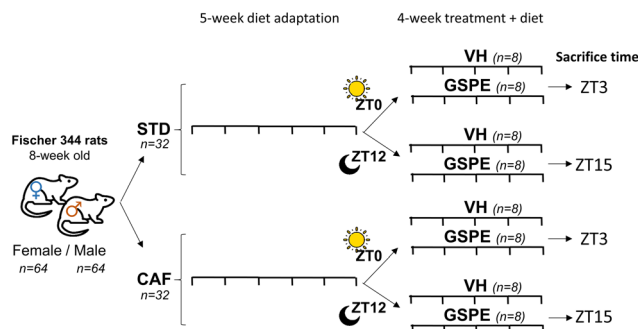 5-week diet adaptation
4-week treatment + diet
Sacrifice time
Fischer 344 rats
8-week old
Female / Male
n=64 n=64
STD
n=32
ZT0
VH (n=8)
GSPE (n=8)
ZT3
ZT12
VH (n=8)
GSPE (n=8)
ZT15
CAF
n=32
ZT0
VH (n=8)
GSPE (n=8)
ZT3
ZT12
VH (n=8)
GSPE (n=8)
ZT15